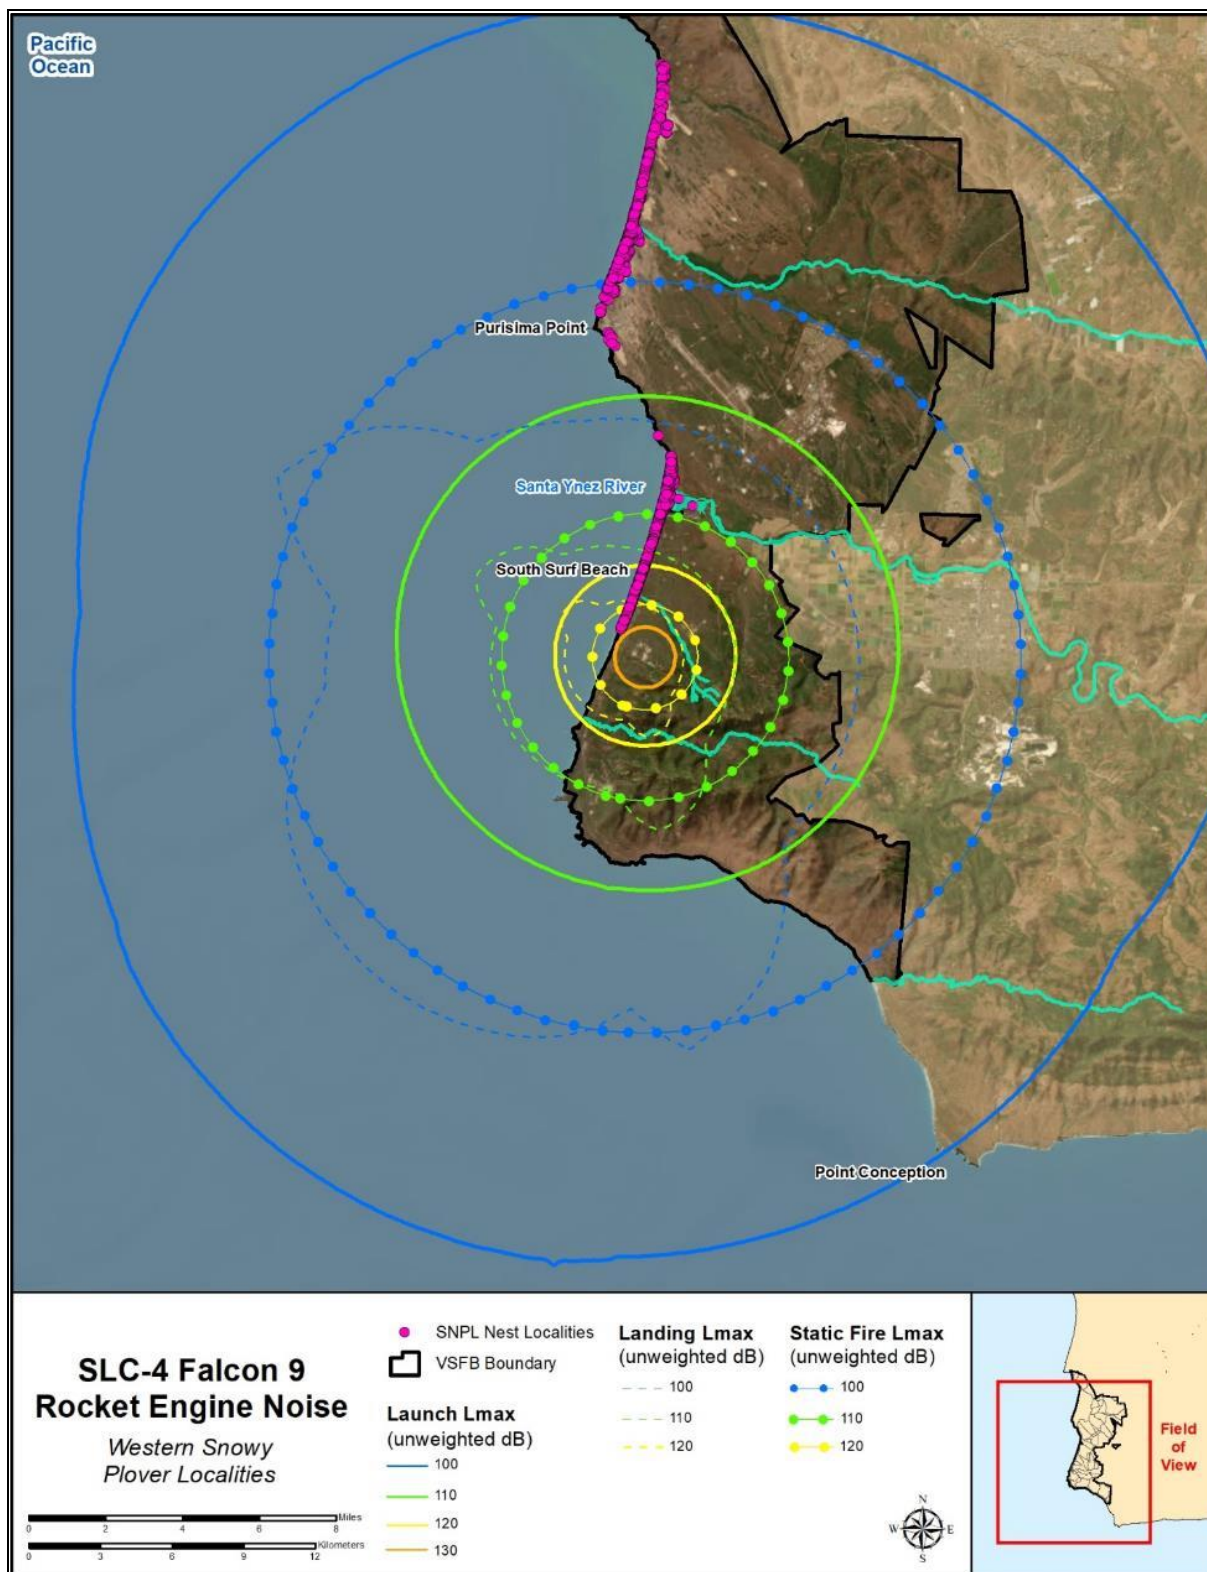 Pacific
Ocean
Purisima Point
Santa Ynez River
South Surf Beach
Point Conception
SLC-4 Falcon 9
Rocket Engine Noise
Western Snowy
Plover Localities
0 2 4 6 8 Miles
0 3 6 9 12 Kilometers
SNPL Nest Localities
VSFB Boundary
Launch Lmax
(unweighted dB)
100
110
120
130
Landing Lmax
(unweighted dB)
100
110
120
Static Fire Lmax
(unweighted dB)
100
110
120
N
W E
S
Field
of
View